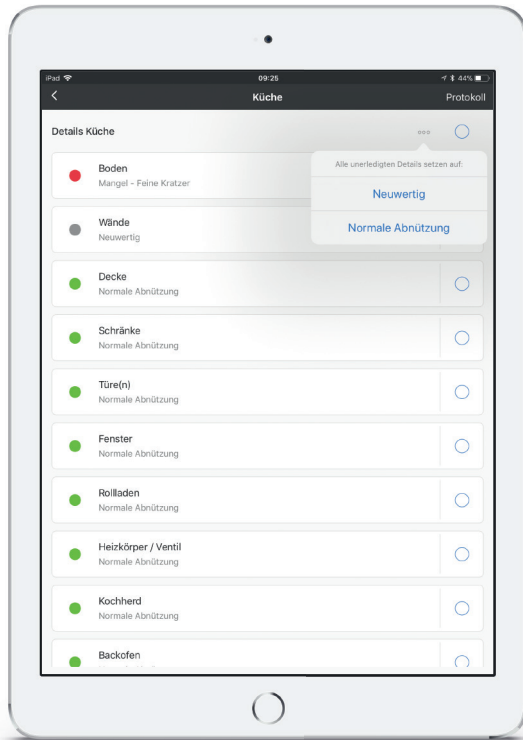 iPad 09:25 44%
Küche Protokoll
Details Küche
Alle unerledigten Details setzen auf:
Neuwertig
Normale Abnützung
Boden
Mangel - Feine Kratzer
Wände
Neuwertig
Decke
Normale Abnützung
Schränke
Normale Abnützung
Türe(n)
Normale Abnützung
Fenster
Normale Abnützung
Rollladen
Normale Abnützung
Heizkörper / Ventil
Normale Abnützung
Kochherd
Normale Abnützung
Backofen